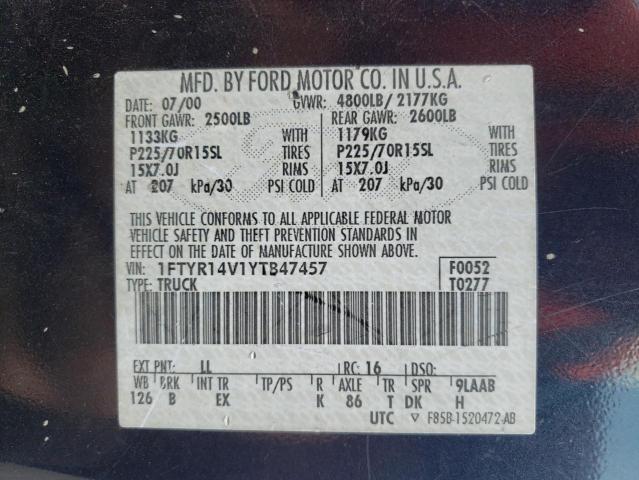 MFD. BY FORD MOTOR CO. IN U.S.A.
DATE: 07/00 GVWR: 4800LB/ 2177KG
FRONT GAWR: 2500LB REAR GAWR: 2600LB
1133KG WITH 1179KG WITH
P225/70R15SL TIRES P225/70R15SL TIRES
15X7.0J RIMS 15X7.0J RIMS
AT 207 kPa/30 PSI COLD AT 207 kPa/30 PSI COLD
THIS VEHICLE CONFORMS TO ALL APPLICABLE FEDERAL MOTOR
VEHICLE SAFETY AND THEFT PREVENTION STANDARDS IN
EFFECT ON THE DATE OF MANUFACTURE SHOWN ABOVE.
VIN: 1FTYR14V1YTB47457 F0052
TYPE: TRUCK T0277
EXT PNT: LL RC: 16 DSO:
WB BRK INT TR TP/PS R AXLE TR SPR 9LAAB
126 B EX K 86 T DK H
UTC ▽ F85B-1520472-AB